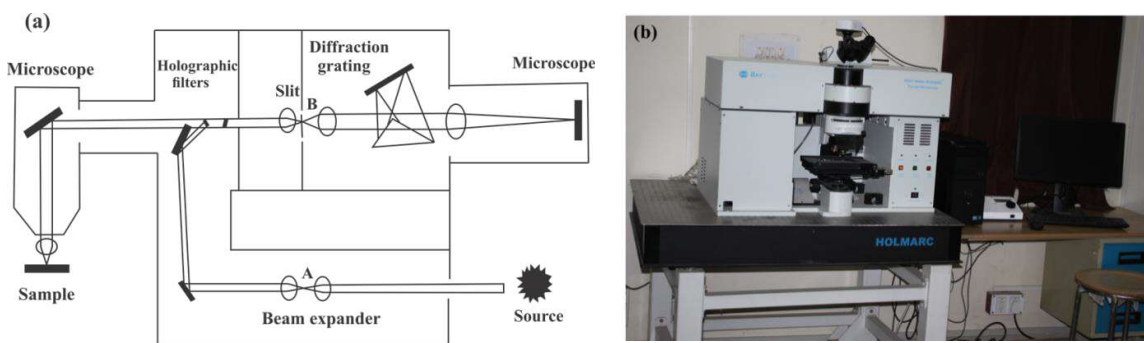 (a)
Microscope
Holographic
filters
Diffraction
grating
Slit
B
Microscope
Sample
A
Beam expander
Source
(b)
HOLMARC